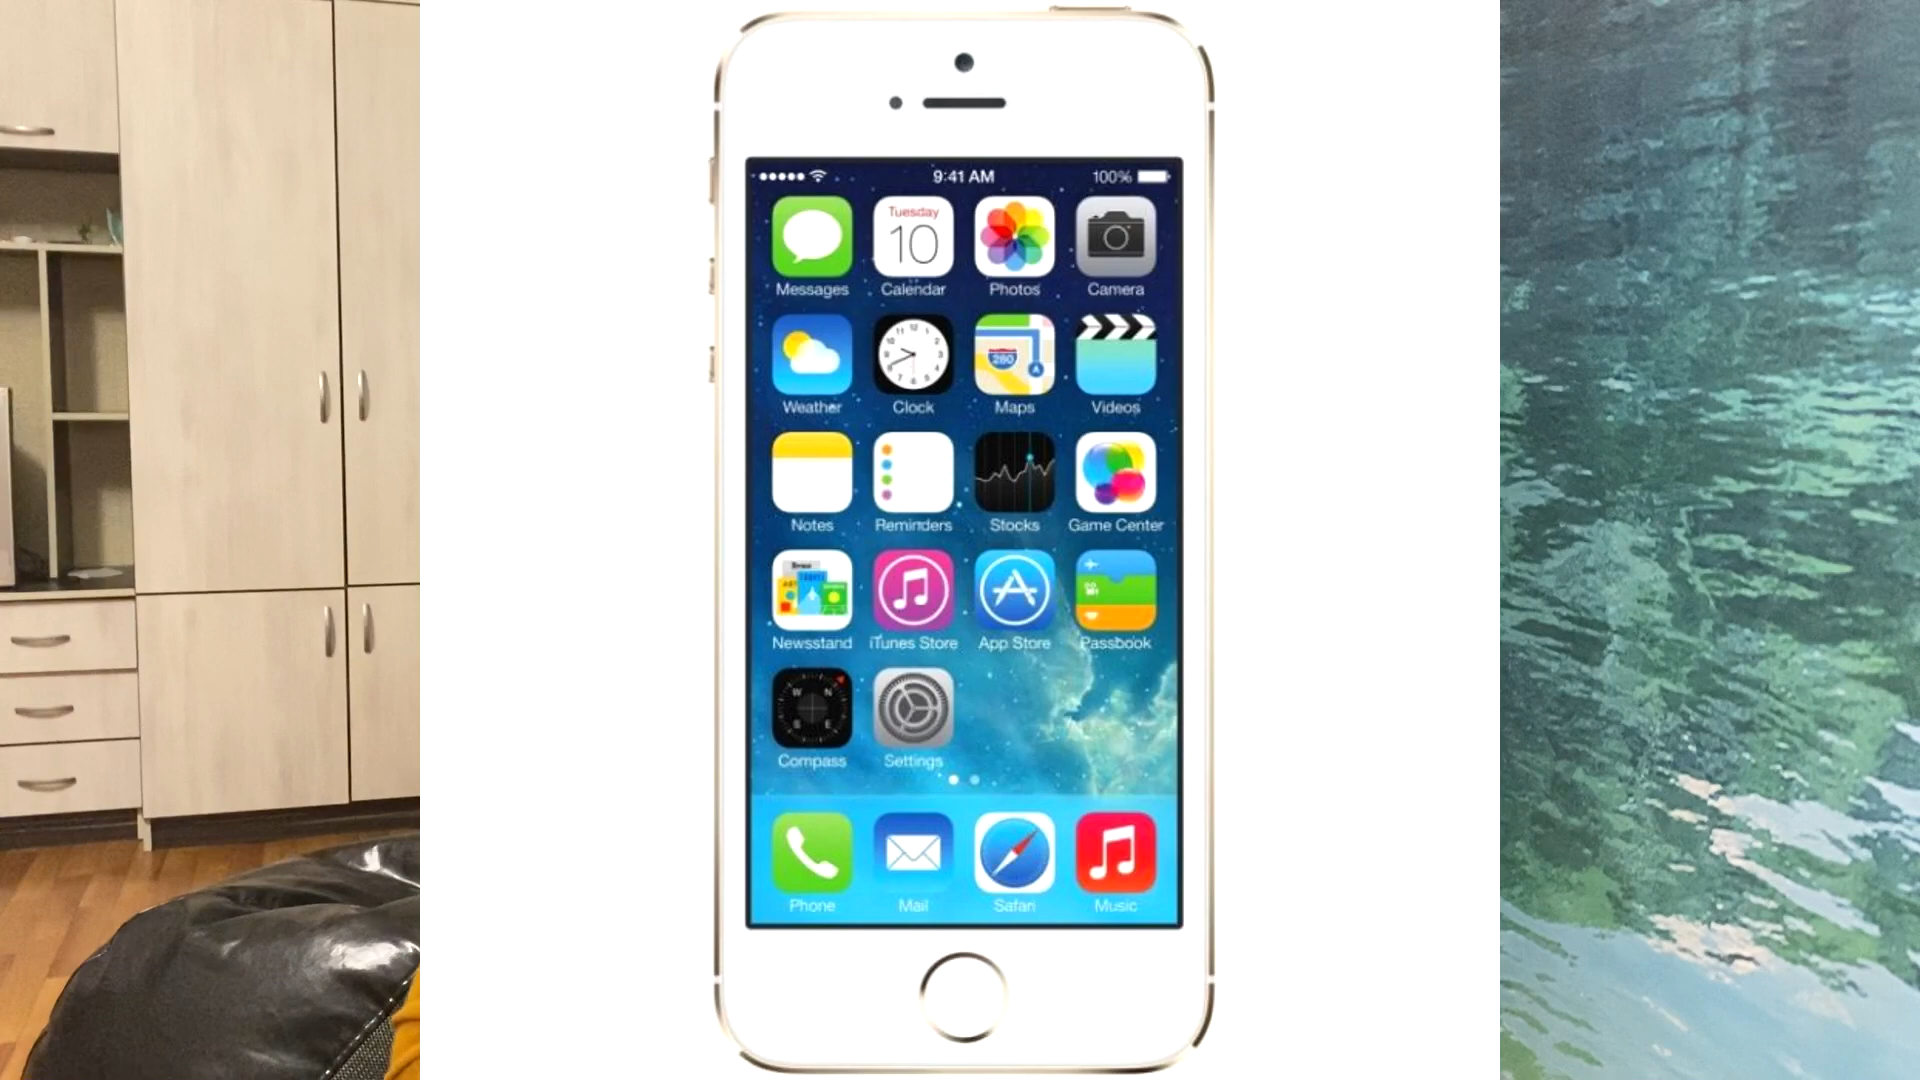 9:41 AM 100%
Tuesday
10
Messages Calendar Photos Camera
280
Weather Clock Maps Videos
Notes Reminders Stocks Game Center
Newsstand iTunes Store App Store Passbook
W N
S E
Compass Settings
Phone Mail Safari Music